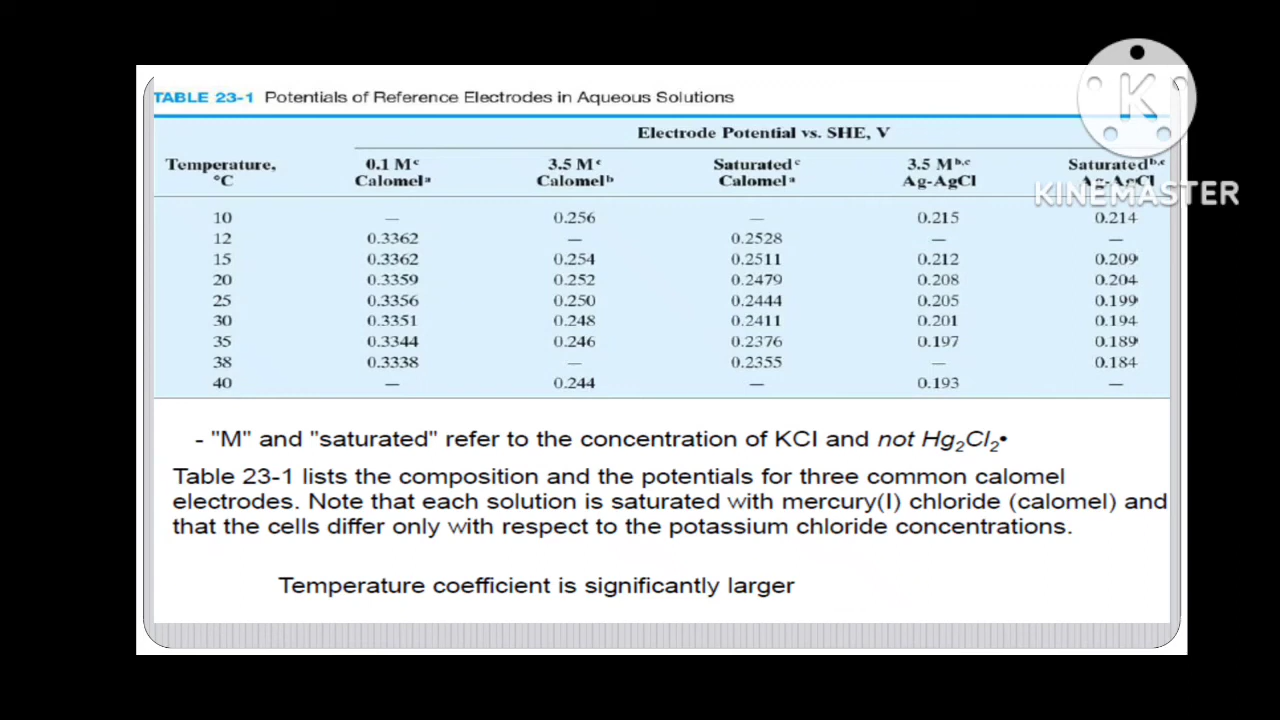 TABLE 23-1 Potentials of Reference Electrodes in Aqueous Solutions
Electrode Potential vs. SHE, V
Temperature, °C 0.1 Mᶜ Calomelᵃ 3.5 Mᶜ Calomelᵇ Saturatedᶜ Calomelᵃ 3.5 Mᵇ·ᶜ Ag-AgCl Saturatedᵇ·ᶜ Ag-AgCl
10 — 0.256 — 0.215 0.214
12 0.3362 — 0.2528 — —
15 0.3362 0.254 0.2511 0.212 0.209
20 0.3359 0.252 0.2479 0.208 0.204
25 0.3356 0.250 0.2444 0.205 0.199
30 0.3351 0.248 0.2411 0.201 0.194
35 0.3344 0.246 0.2376 0.197 0.189
38 0.3338 — 0.2355 — 0.184
40 — 0.244 — 0.193 —
- "M" and "saturated" refer to the concentration of KCl and not Hg₂Cl₂•
Table 23-1 lists the composition and the potentials for three common calomel
electrodes. Note that each solution is saturated with mercury(I) chloride (calomel) and
that the cells differ only with respect to the potassium chloride concentrations.
Temperature coefficient is significantly larger
K
KINEMASTER